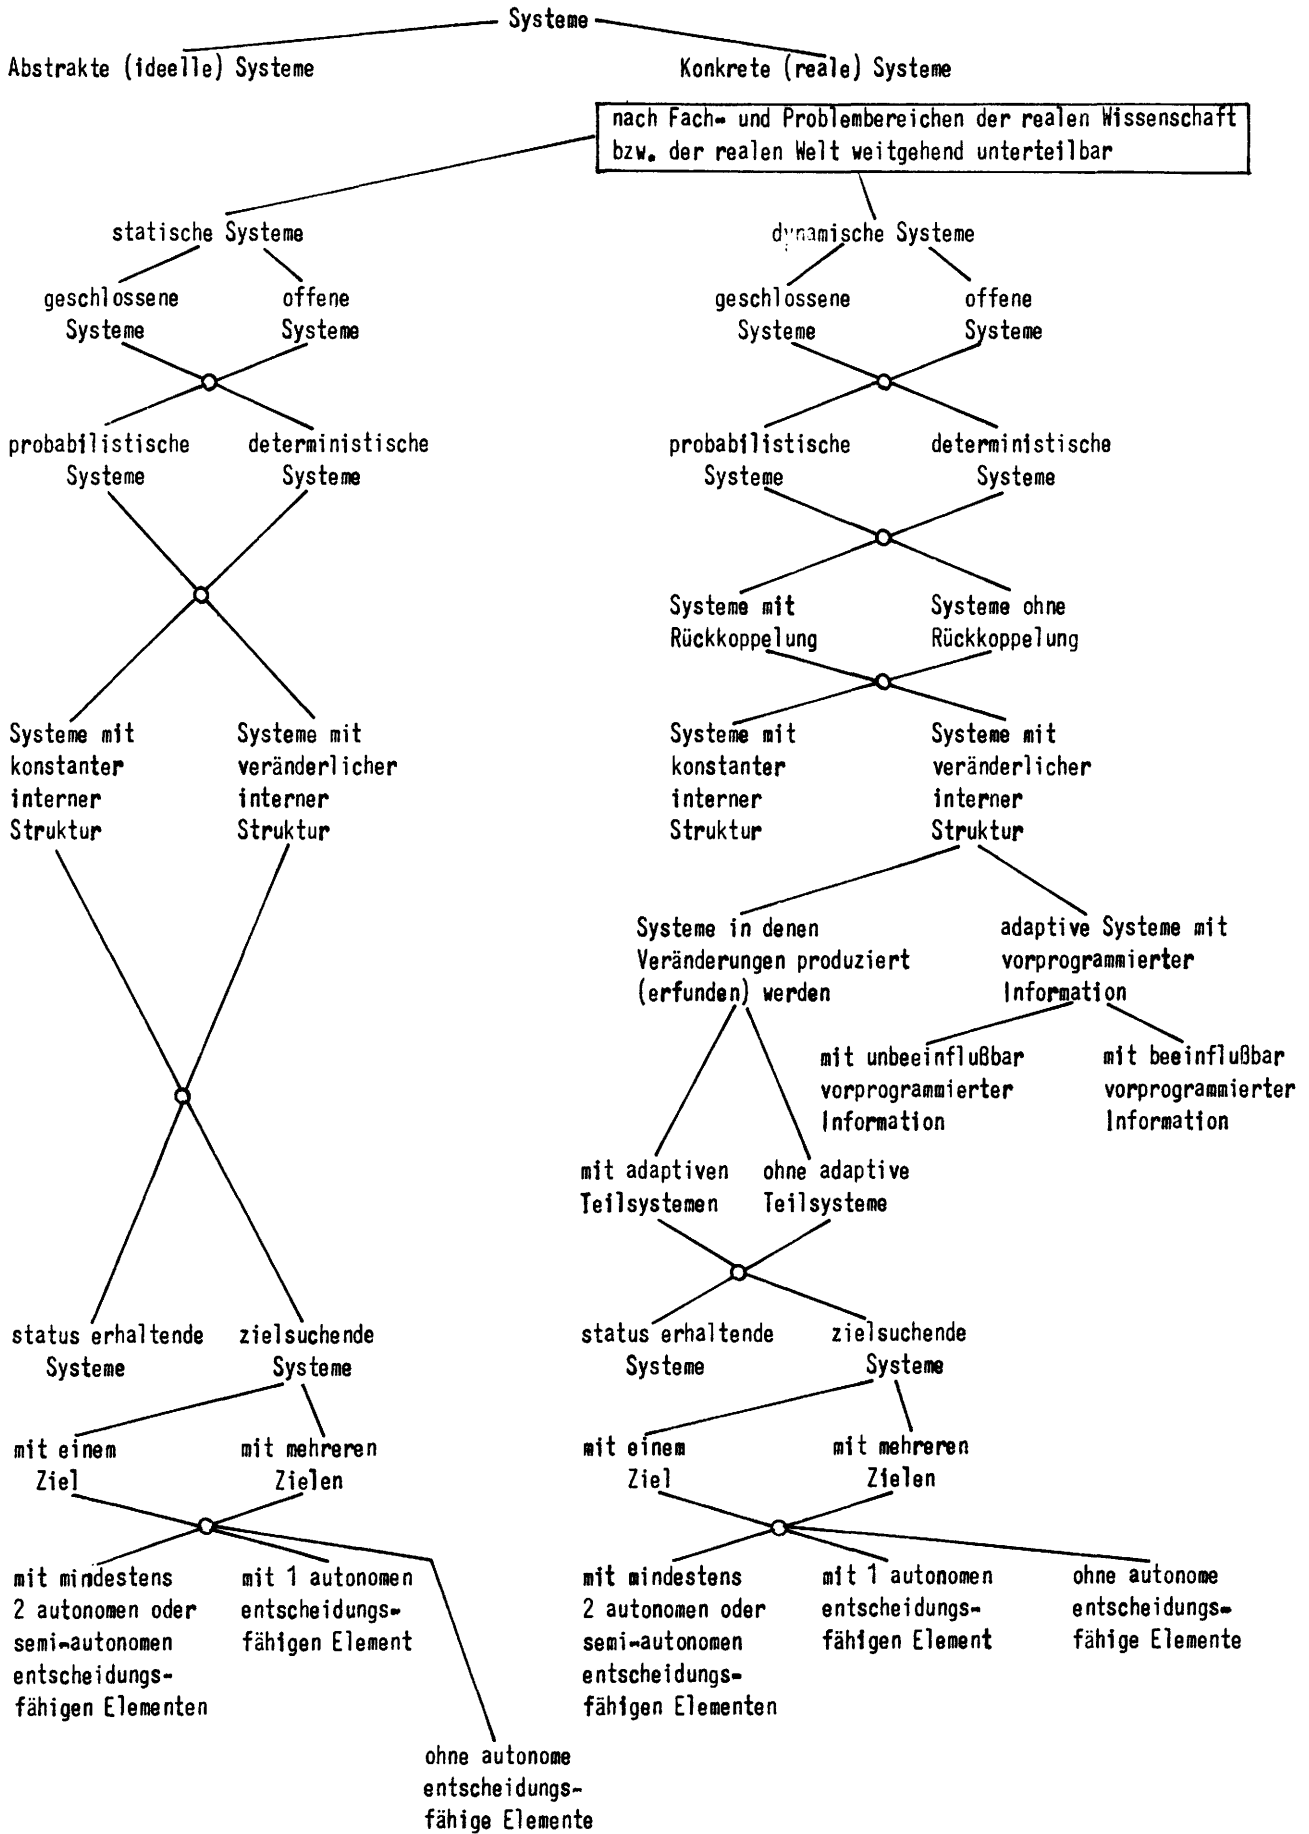 Systeme
Abstrakte (ideelle) Systeme
Konkrete (reale) Systeme
nach Fach- und Problembereichen der realen Wissenschaft
bzw. der realen Welt weitgehend unterteilbar
statische Systeme
dynamische Systeme
geschlossene
Systeme
offene
Systeme
geschlossene
Systeme
offene
Systeme
probabilistische
Systeme
deterministische
Systeme
probabilistische
Systeme
deterministische
Systeme
Systeme mit
Rückkoppelung
Systeme ohne
Rückkoppelung
Systeme mit
konstanter
interner
Struktur
Systeme mit
veränderlicher
interner
Struktur
Systeme mit
konstanter
interner
Struktur
Systeme mit
veränderlicher
interner
Struktur
Systeme in denen
Veränderungen produziert
(erfunden) werden
adaptive Systeme mit
vorprogrammierter
Information
mit unbeeinflußbar
vorprogrammierter
Information
mit beeinflußbar
vorprogrammierter
Information
mit adaptiven
Teilsystemen
ohne adaptive
Teilsysteme
status erhaltende
Systeme
zielsuchende
Systeme
status erhaltende
Systeme
zielsuchende
Systeme
mit einem
Ziel
mit mehreren
Zielen
mit einem
Ziel
mit mehreren
Zielen
mit mindestens
2 autonomen oder
semi-autonomen
entscheidungs-
fähigen Elementen
mit 1 autonomen
entscheidungs-
fähigen Element
mit mindestens
2 autonomen oder
semi-autonomen
entscheidungs-
fähigen Elementen
mit 1 autonomen
entscheidungs-
fähigen Element
ohne autonome
entscheidungs-
fähige Elemente
ohne autonome
entscheidungs-
fähige Elemente